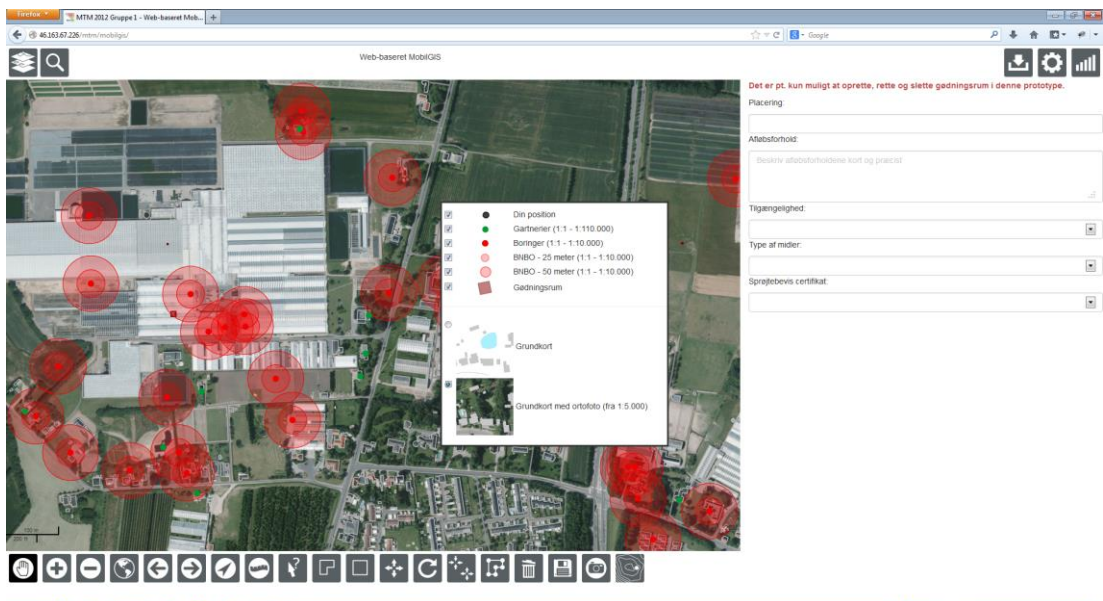 Firefox
MTM 2012 Gruppe 1 - Web-baseret Mob...
46.163.67.226/mtm/mobilgis/
Google
Web-baseret MobilGIS
Det er pt. kun muligt at oprette, rette og slette gødningsrum i denne prototype.
Placering:
Afløbsforhold:
Beskriv afløbsforholdene kort og præcist
Tilgængelighed:
Type af midler:
Sprøjtebevis certifikat:
Din position
Gartnerier (1:1 - 1:110.000)
Boringer (1:1 - 1:10.000)
BNBO - 25 meter (1:1 - 1:10.000)
BNBO - 50 meter (1:1 - 1:10.000)
Gødningsrum
Grundkort
Grundkort med ortofoto (fra 1:5.000)
100 m